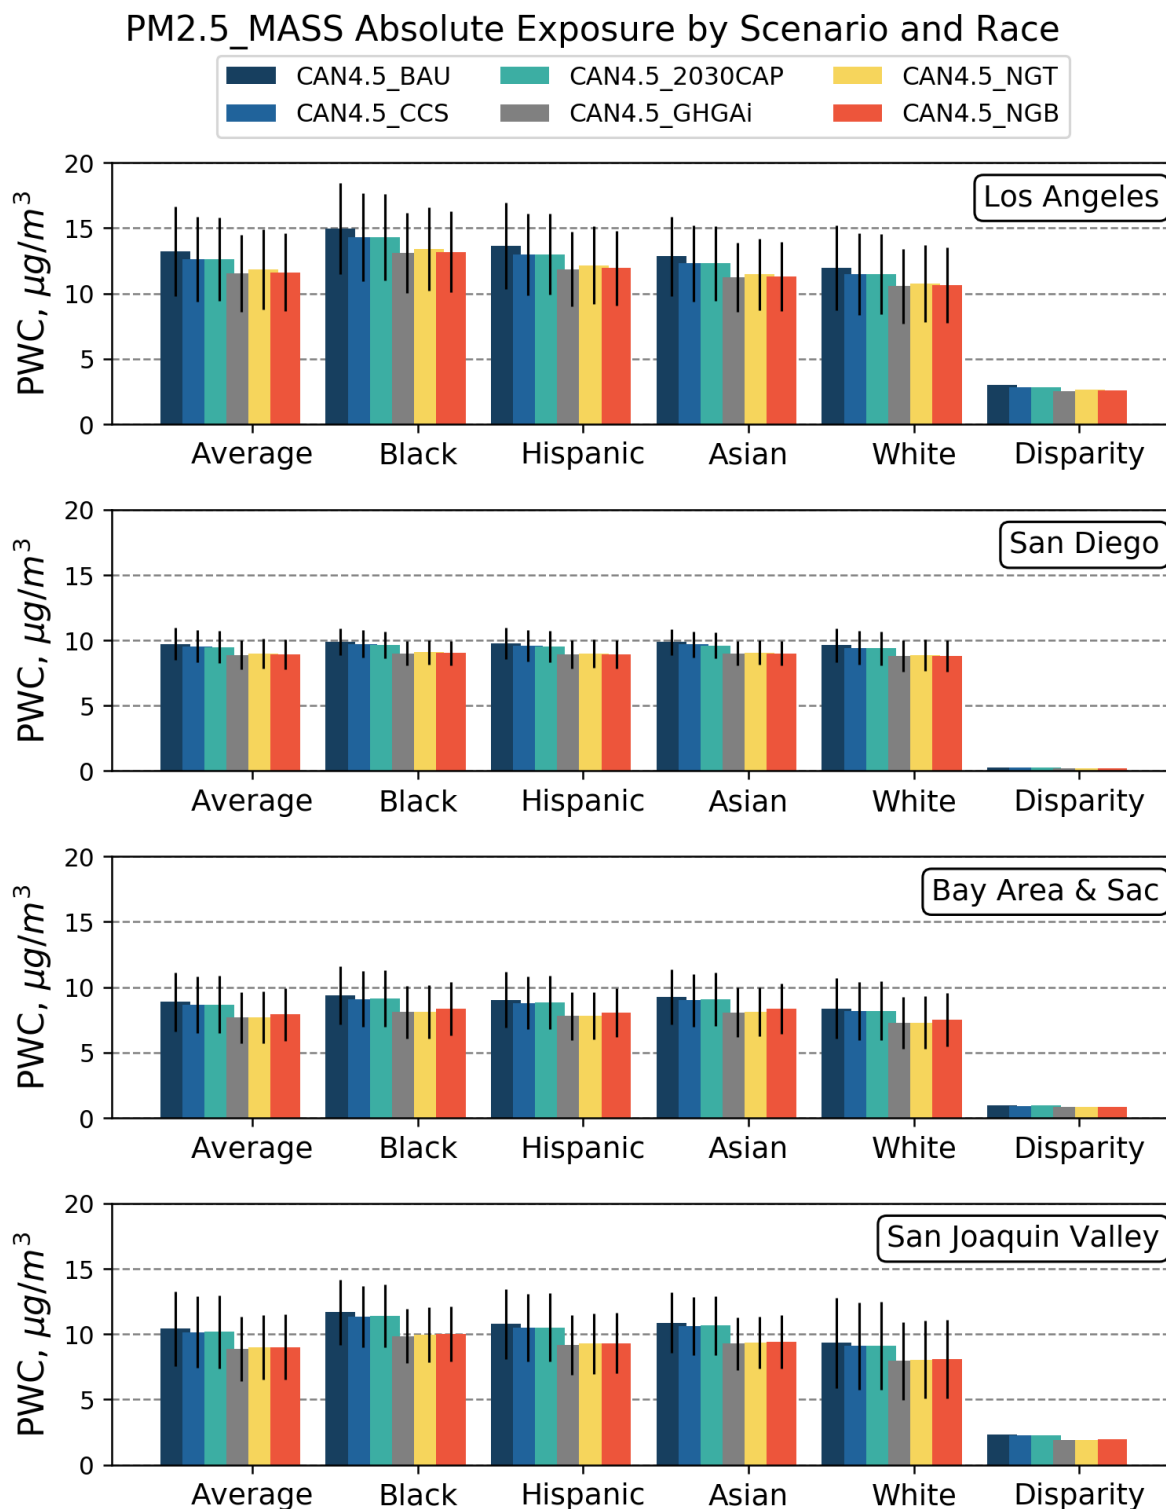 PM2.5_MASS Absolute Exposure by Scenario and Race
CAN4.5_BAU CAN4.5_2030CAP CAN4.5_NGT
CAN4.5_CCS CAN4.5_GHGAi CAN4.5_NGB
Los Angeles
PWC, μg/m³
20
15
10
5
0
Average Black Hispanic Asian White Disparity
San Diego
PWC, μg/m³
20
15
10
5
0
Average Black Hispanic Asian White Disparity
Bay Area & Sac
PWC, μg/m³
20
15
10
5
0
Average Black Hispanic Asian White Disparity
San Joaquin Valley
PWC, μg/m³
20
15
10
5
0
Average Black Hispanic Asian White Disparity